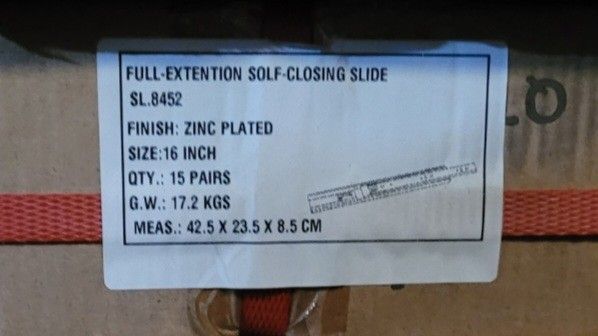 FULL-EXTENTION SOLF-CLOSING SLIDE
SL.8452
FINISH: ZINC PLATED
SIZE:16 INCH
QTY.: 15 PAIRS
G.W.: 17.2 KGS
MEAS.: 42.5 X 23.5 X 8.5 CM